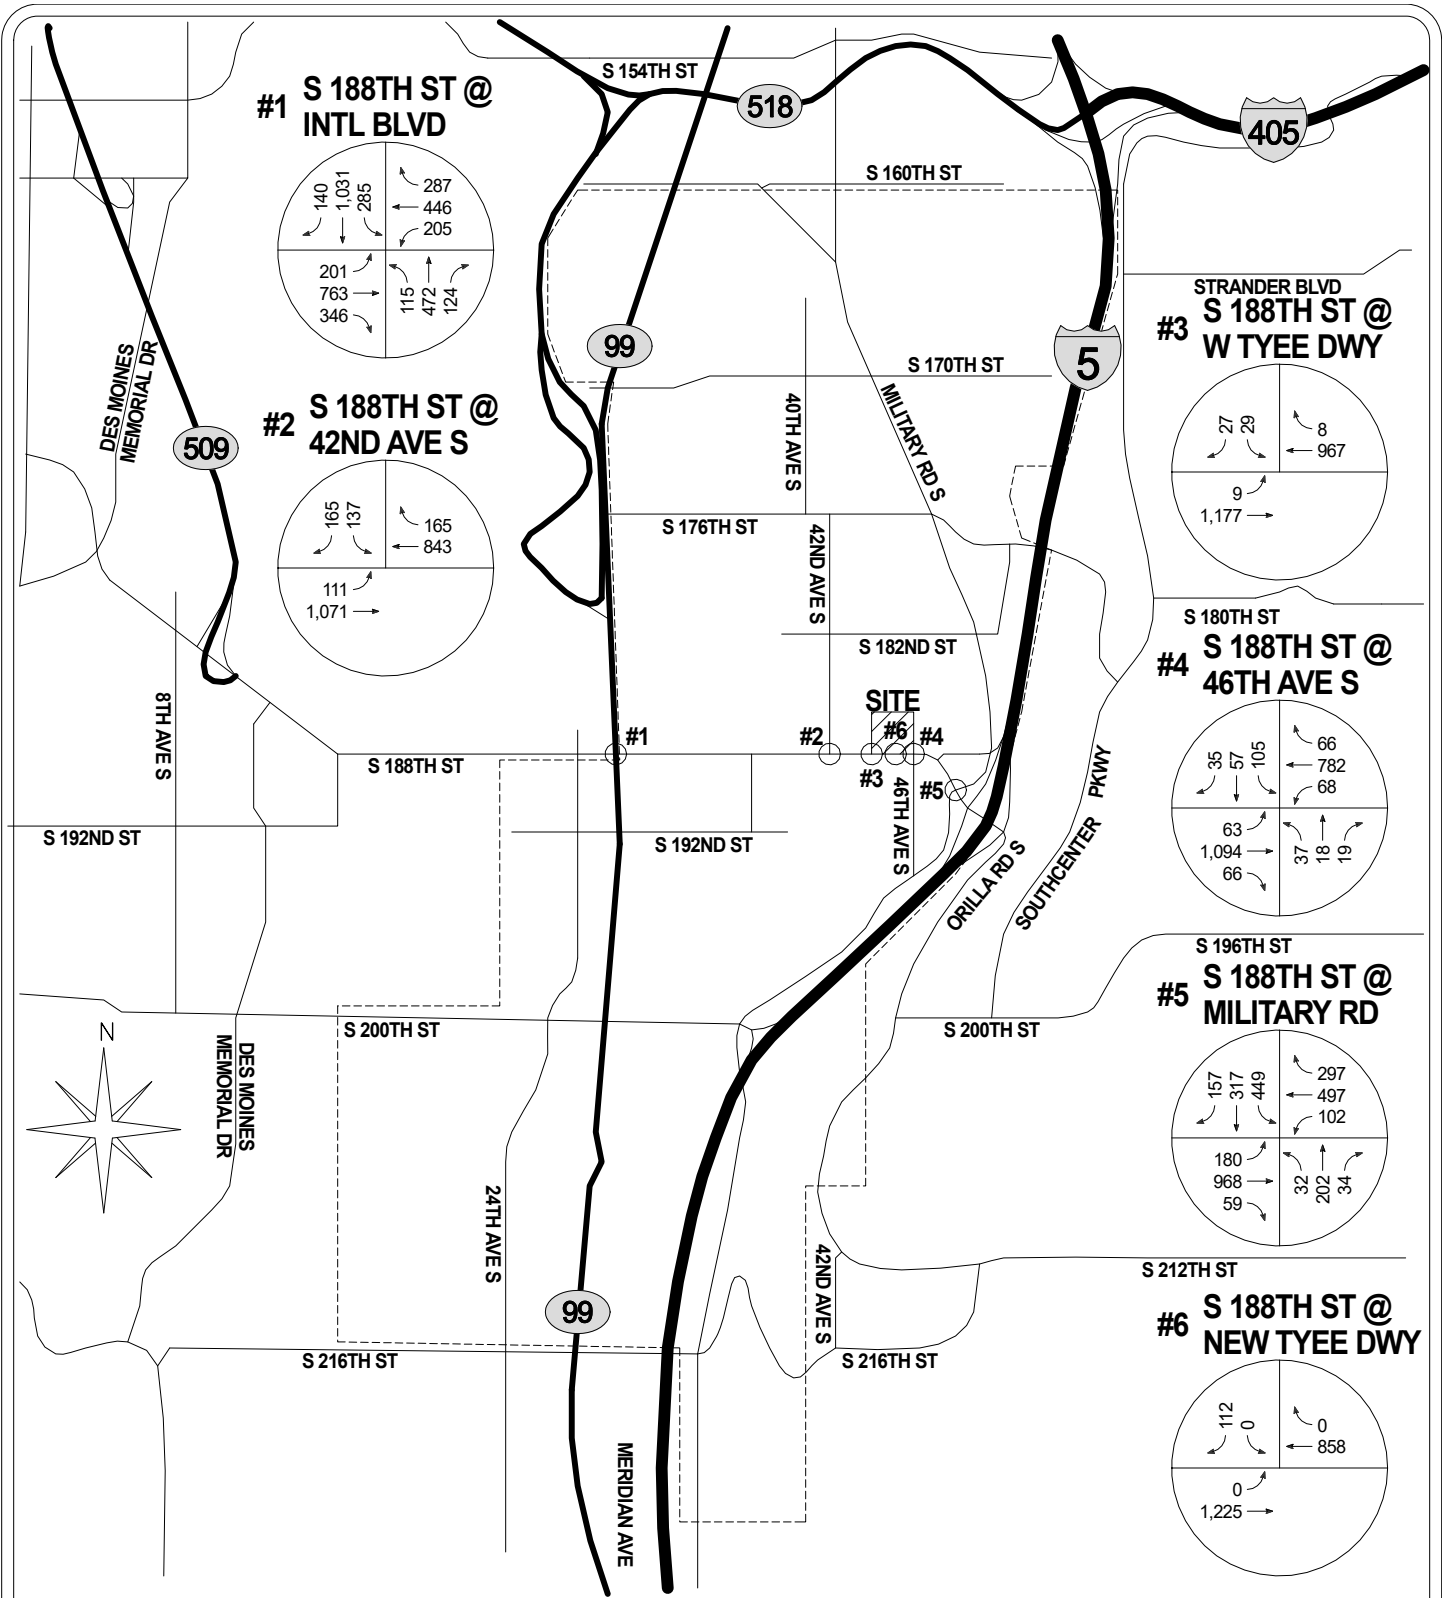 S 154TH ST
518
405
#1
S 188TH ST @
INTL BLVD
140
1,031
285
287
446
205
201
763
346
115
472
124
S 160TH ST
STRANDER BLVD
#3
S 188TH ST @
W TYEE DWY
27
29
8
967
9
1,177
99
5
S 170TH ST
DES MOINES
MEMORIAL DR
#2
S 188TH ST @
42ND AVE S
165
137
165
843
111
1,071
509
40TH AVE S
MILITARY RD S
S 176TH ST
42ND AVE S
S 182ND ST
S 180TH ST
#4
S 188TH ST @
46TH AVE S
35
57
105
66
782
68
63
1,094
66
37
18
19
8TH AVE S
SITE
#6
#1
#2
#4
#3
#5
S 188TH ST
46TH AVE S
SOUTHCENTER PKWY
S 192ND ST
S 192ND ST
ORILLA RD S
S 196TH ST
#5
S 188TH ST @
MILITARY RD
157
317
449
297
497
102
180
968
59
32
202
34
N
S 200TH ST
S 200TH ST
DES MOINES
MEMORIAL DR
24TH AVE S
42ND AVE S
S 212TH ST
#6
S 188TH ST @
NEW TYEE DWY
112
0
0
858
0
1,225
99
S 216TH ST
S 216TH ST
MERIDIAN AVE